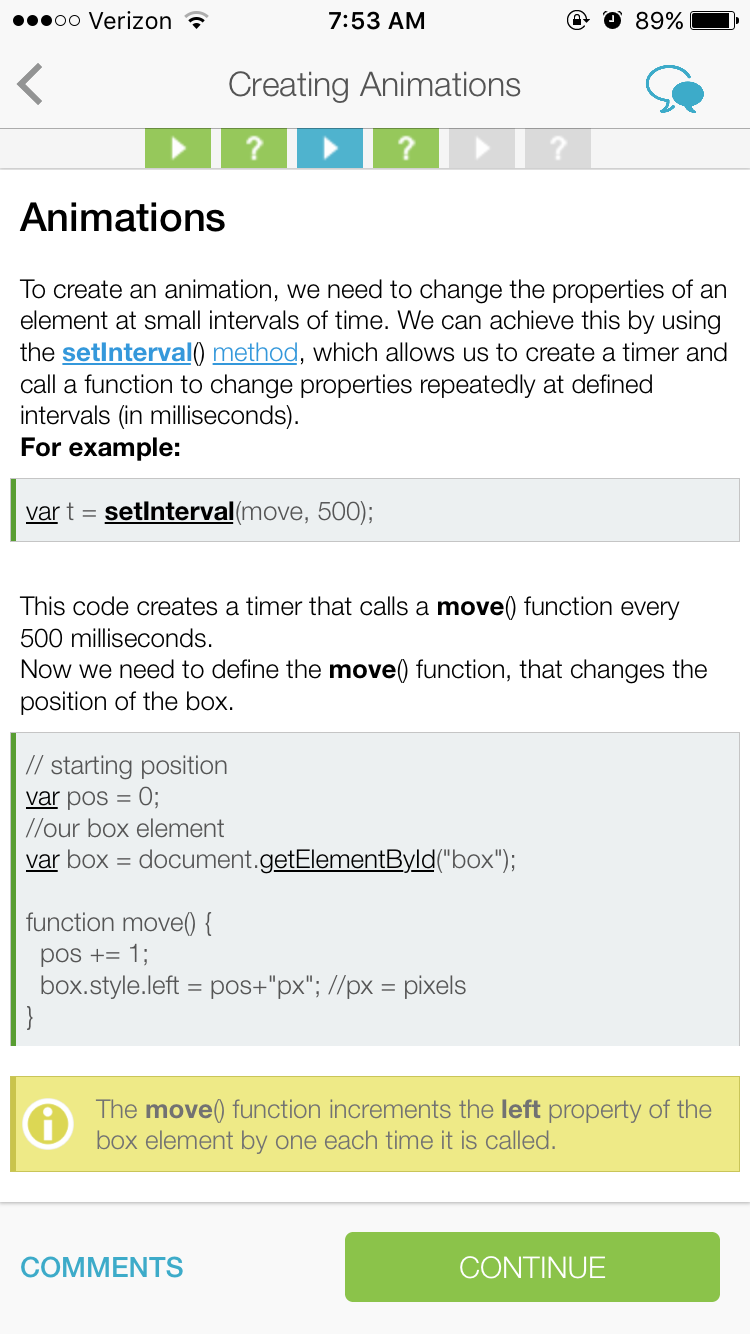 Verizon 7:53 AM 89%
Creating Animations
? ? ?
Animations
To create an animation, we need to change the properties of an
element at small intervals of time. We can achieve this by using
the setInterval() method, which allows us to create a timer and
call a function to change properties repeatedly at defined
intervals (in milliseconds).
For example:
var t = setInterval(move, 500);
This code creates a timer that calls a move() function every
500 milliseconds.
Now we need to define the move() function, that changes the
position of the box.
// starting position
var pos = 0;
//our box element
var box = document.getElementById("box");
function move() {
pos += 1;
box.style.left = pos+"px"; //px = pixels
}
The move() function increments the left property of the
box element by one each time it is called.
COMMENTS CONTINUE